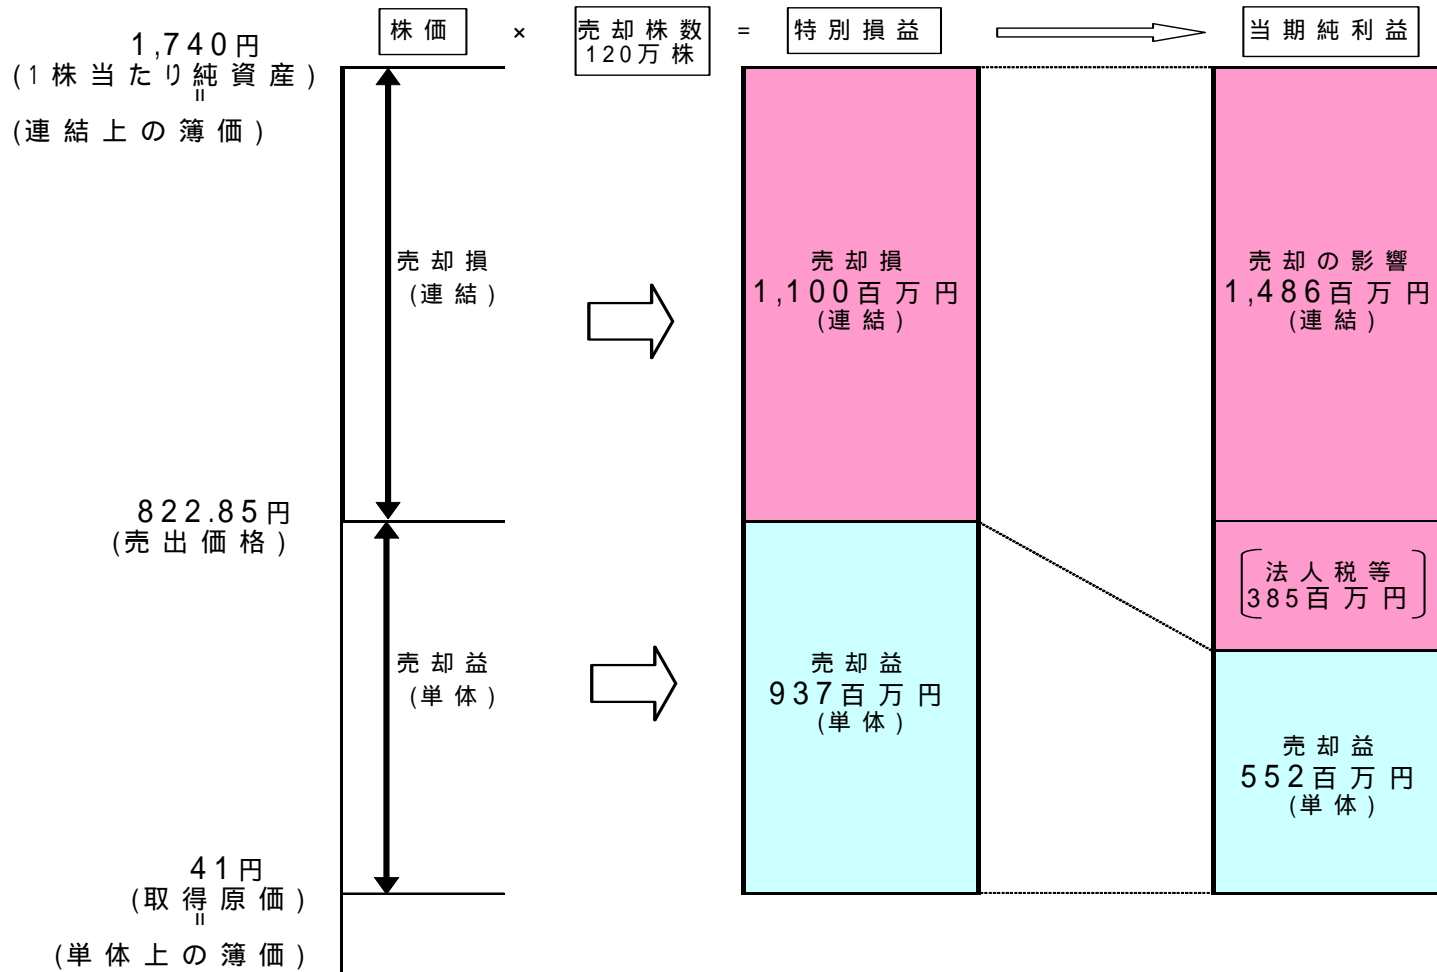 株価 × 売却株数 = 特別損益 当期純利益
120万株
1,740円
(1株当たり純資産)
=
(連結上の簿価)
売却損
(連結)
売却損
1,100百万円
(連結)
売却の影響
1,486百万円
(連結)
822.85円
(売出価格)
法人税等
385百万円
売却益
(単体)
売却益
937百万円
(単体)
売却益
552百万円
(単体)
41円
(取得原価)
=
(単体上の簿価)